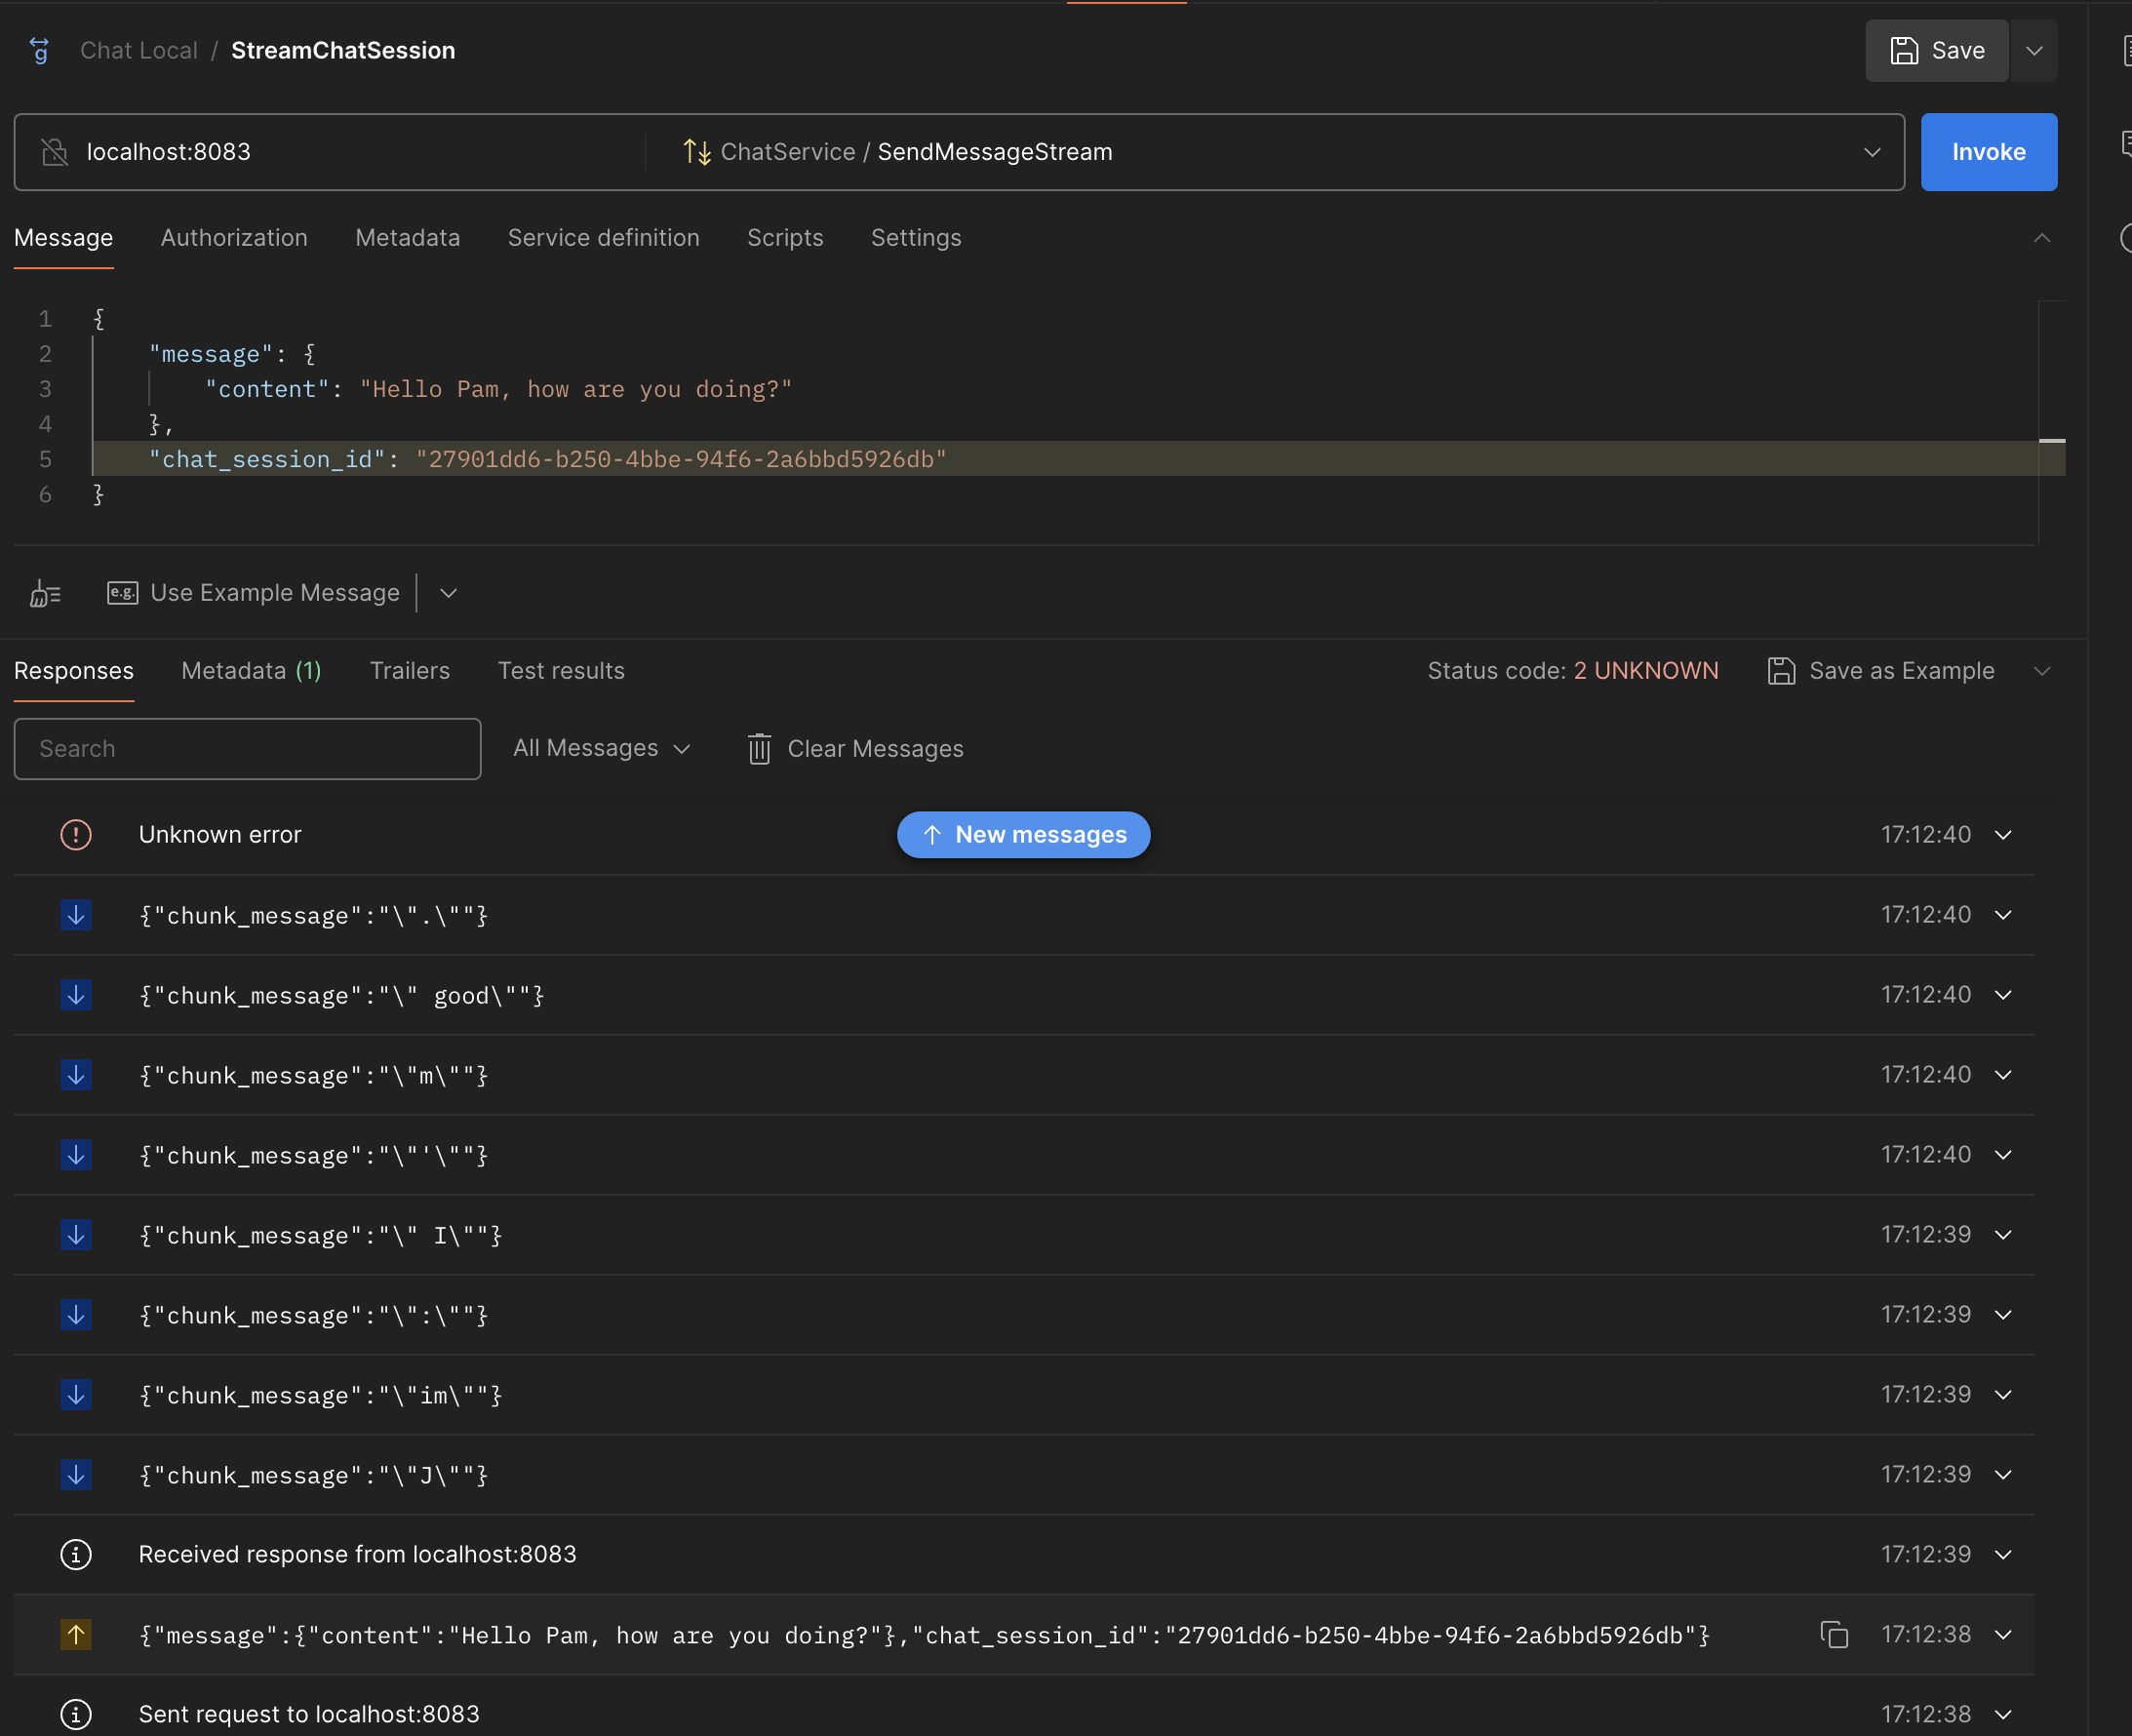 Chat Local / StreamChatSession
Save
localhost:8083
ChatService / SendMessageStream
Invoke
Message Authorization Metadata Service definition Scripts Settings
1 {
2 "message": {
3 "content": "Hello Pam, how are you doing?"
4 },
5 "chat_session_id": "27901dd6-b250-4bbe-94f6-2a6bbd5926db"
6 }
e.g. Use Example Message
Responses Metadata (1) Trailers Test results
Status code: 2 UNKNOWN
Save as Example
Search
All Messages
Clear Messages
Unknown error
New messages
17:12:40
{"chunk_message":"\".\""} 17:12:40
{"chunk_message":"\" good\""} 17:12:40
{"chunk_message":"\"m\""} 17:12:40
{"chunk_message":"\"'\""} 17:12:40
{"chunk_message":"\" I\""} 17:12:39
{"chunk_message":"\":\""} 17:12:39
{"chunk_message":"\"im\""} 17:12:39
{"chunk_message":"\"J\""} 17:12:39
Received response from localhost:8083 17:12:39
{"message":{"content":"Hello Pam, how are you doing?"},"chat_session_id":"27901dd6-b250-4bbe-94f6-2a6bbd5926db"} 17:12:38
Sent request to localhost:8083 17:12:38